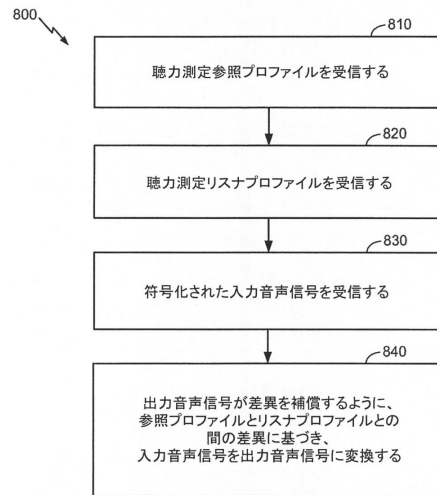 800
810
聴力測定参照プロファイルを受信する
820
聴力測定リスナプロファイルを受信する
830
符号化された入力音声信号を受信する
840
出力音声信号が差異を補償するように、
参照プロファイルとリスナプロファイルとの
間の差異に基づき、
入力音声信号を出力音声信号に変換する